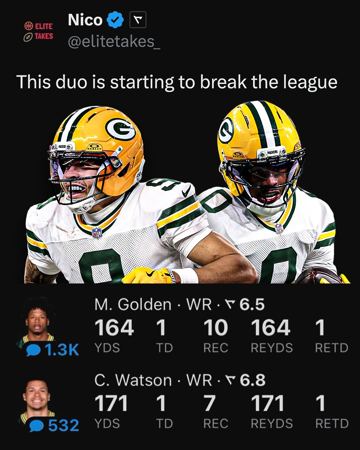 ELITE
TAKES
Nico
@elitetakes_
This duo is starting to break the league
G
G
9
0
M. Golden · WR · 6.5
164 1 10 164 1
YDS TD REC REYDS RETD
1.3K
C. Watson · WR · 6.8
171 1 7 171 1
YDS TD REC REYDS RETD
532